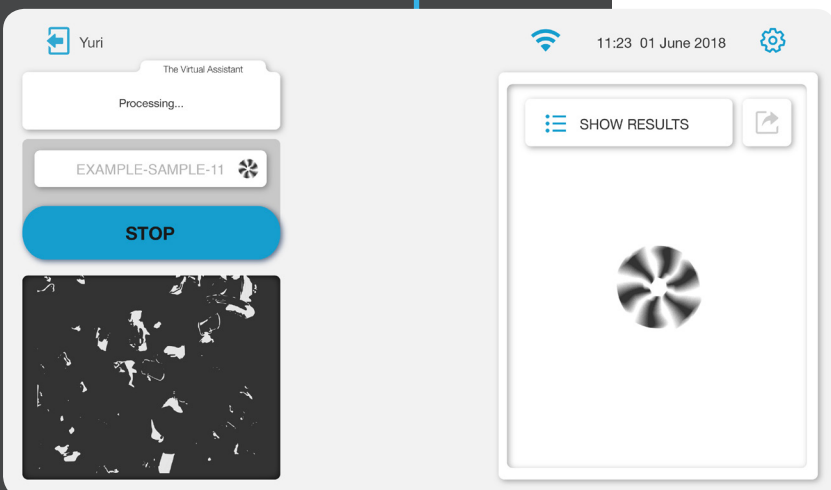 Yuri
11:23 01 June 2018
The Virtual Assistant
Processing...
EXAMPLE-SAMPLE-11
STOP
SHOW RESULTS